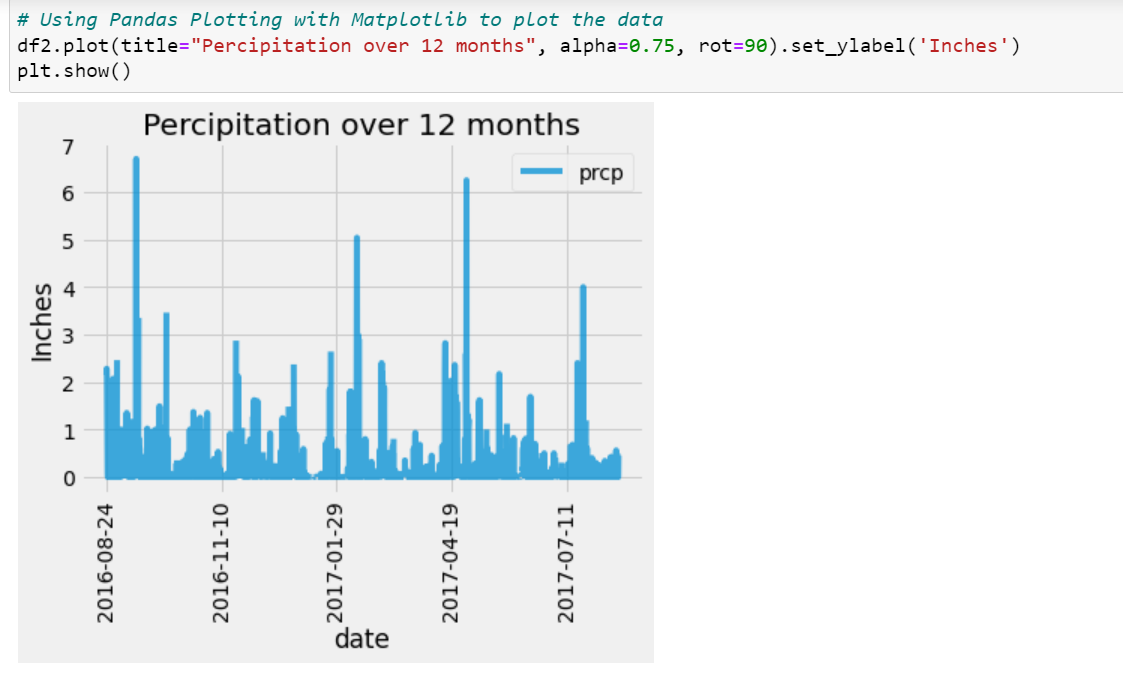 # Using Pandas Plotting with Matplotlib to plot the data
df2.plot(title="Percipitation over 12 months", alpha=0.75, rot=90).set_ylabel('Inches')
plt.show()
Percipitation over 12 months
prcp
7
6
5
4
3
2
1
0
Inches
2016-08-24
2016-11-10
2017-01-29
2017-04-19
2017-07-11
date